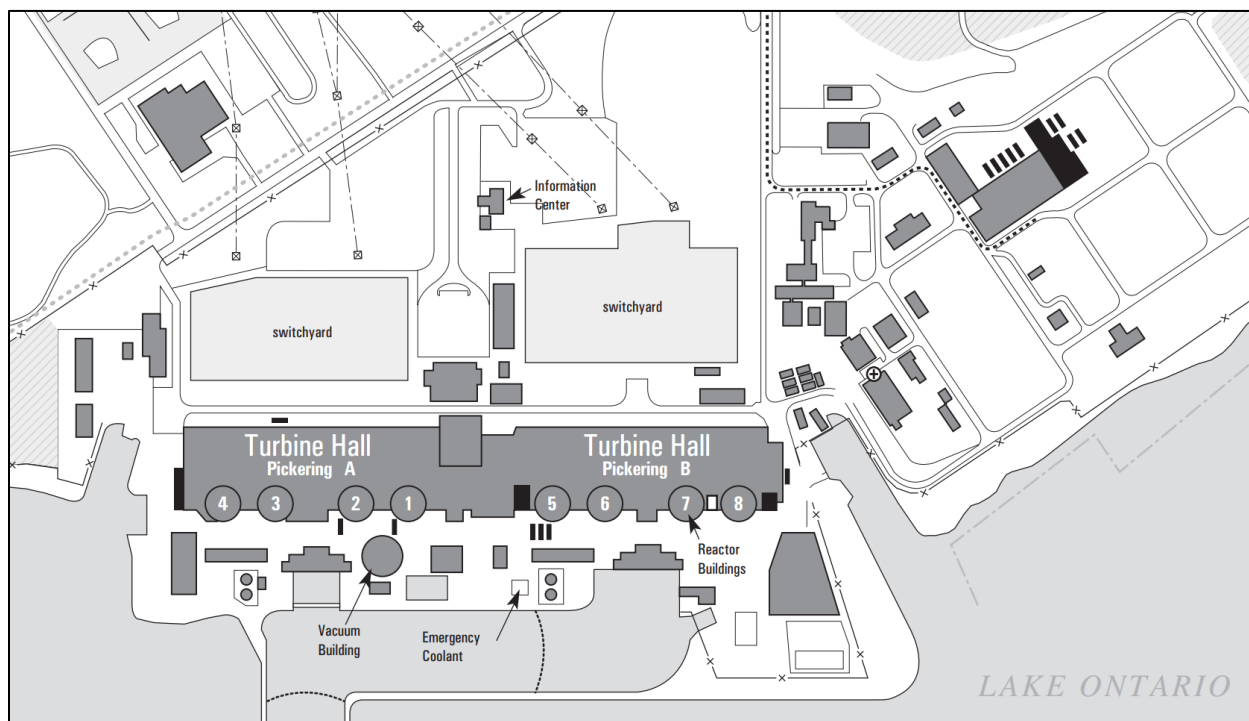 Information
Center
switchyard
switchyard
Turbine Hall
Pickering A
Turbine Hall
Pickering B
4
3
2
1
5
6
7
8
Reactor
Buildings
Vacuum
Building
Emergency
Coolant
LAKE ONTARIO